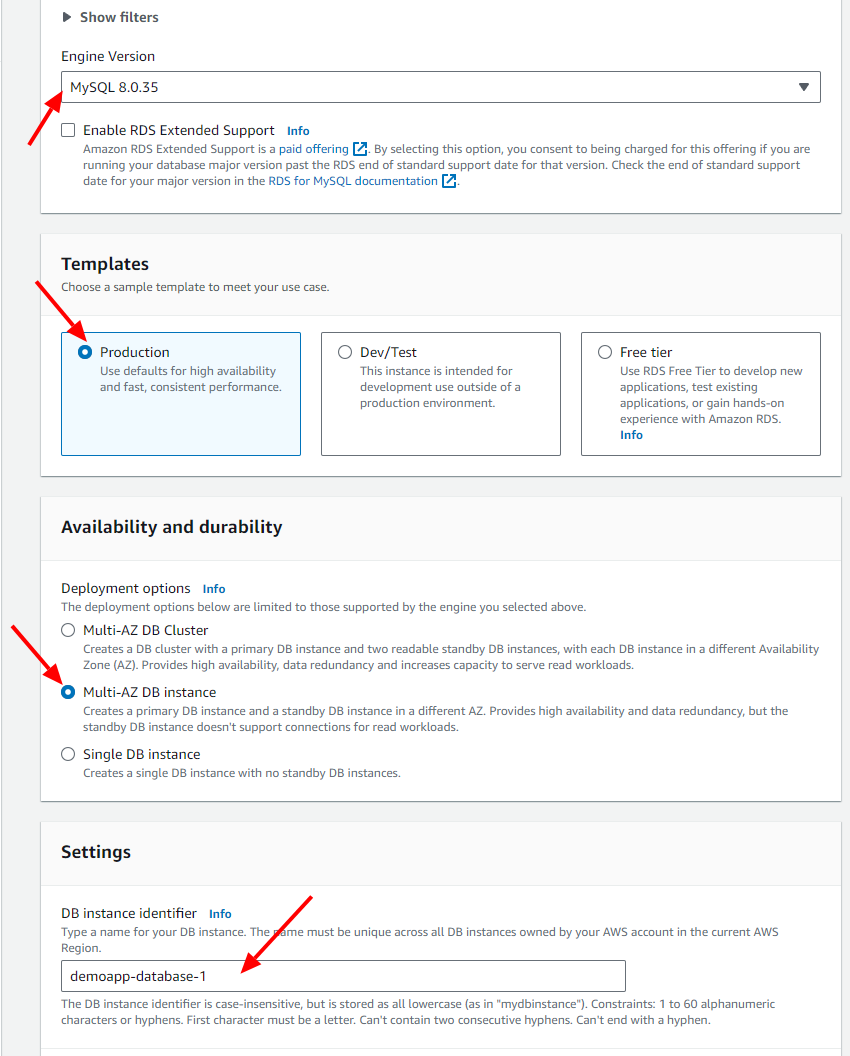 Show filters
Engine Version
MySQL 8.0.35
Enable RDS Extended Support Info
Amazon RDS Extended Support is a paid offering. By selecting this option, you consent to being charged for this offering if you are
running your database major version past the RDS end of standard support date for that version. Check the end of standard support
date for your major version in the RDS for MySQL documentation.
Templates
Choose a sample template to meet your use case.
Production
Use defaults for high availability
and fast, consistent performance.
Dev/Test
This instance is intended for
development use outside of a
production environment.
Free tier
Use RDS Free Tier to develop new
applications, test existing
applications, or gain hands-on
experience with Amazon RDS.
Info
Availability and durability
Deployment options Info
The deployment options below are limited to those supported by the engine you selected above.
Multi-AZ DB Cluster
Creates a DB cluster with a primary DB instance and two readable standby DB instances, with each DB instance in a different Availability
Zone (AZ). Provides high availability, data redundancy and increases capacity to serve read workloads.
Multi-AZ DB instance
Creates a primary DB instance and a standby DB instance in a different AZ. Provides high availability and data redundancy, but the
standby DB instance doesn't support connections for read workloads.
Single DB instance
Creates a single DB instance with no standby DB instances.
Settings
DB instance identifier Info
Type a name for your DB instance. The name must be unique across all DB instances owned by your AWS account in the current AWS
Region.
demoapp-database-1
The DB instance identifier is case-insensitive, but is stored as all lowercase (as in "mydbinstance"). Constraints: 1 to 60 alphanumeric
characters or hyphens. First character must be a letter. Can't contain two consecutive hyphens. Can't end with a hyphen.